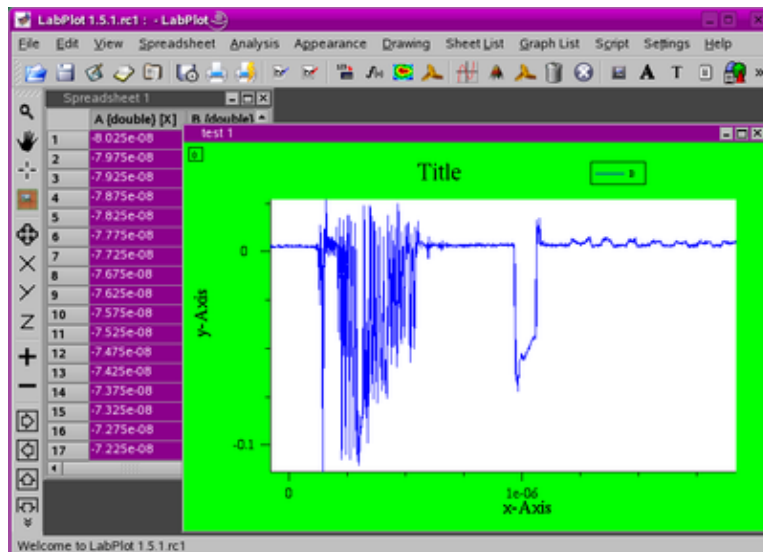 LabPlot 1.5.1.rc1 : - LabPlot
File Edit View Spreadsheet Analysis Appearance Drawing Sheet List Graph List Script Settings Help
Spreadsheet 1
A {double} [X] B {double}
test 1
1 -8.025e-08
2 -7.975e-08
3 -7.925e-08
4 -7.875e-08
5 -7.825e-08
6 -7.775e-08
7 -7.725e-08
8 -7.675e-08
9 -7.625e-08
10 -7.575e-08
11 -7.525e-08
12 -7.475e-08
13 -7.425e-08
14 -7.375e-08
15 -7.325e-08
16 -7.275e-08
17 -7.225e-08
Title
0
y-Axis
-0.1
0 1e-06
x-Axis
Welcome to LabPlot 1.5.1.rc1